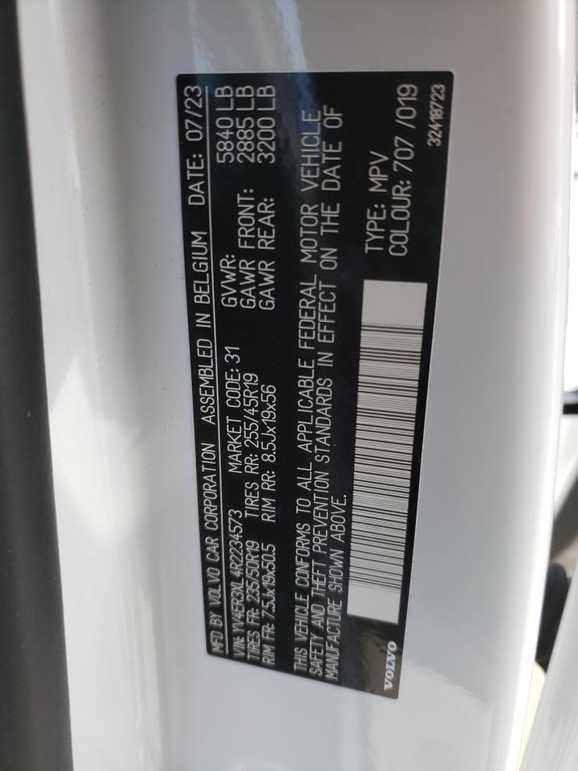 MFD BY VOLVO CAR CORPORATION ASSEMBLED IN BELGIUM DATE: 07/23
VIN: YV4ER3XL4R2234573 MARKET CODE: 31 GVWR: 5840 LB
TIRES FR: 235/50R19 TIRES RR: 255/45R19 GAWR FRONT: 2885 LB
RIM FR: 7.5Jx19x50.5 RIM RR: 8.5Jx19x56 GAWR REAR: 3200 LB
THIS VEHICLE CONFORMS TO ALL APPLICABLE FEDERAL MOTOR VEHICLE
SAFETY AND THEFT PREVENTION STANDARDS IN EFFECT ON THE DATE OF
MANUFACTURE SHOWN ABOVE.
TYPE: MPV
COLOUR: 707 /019
VOLVO 32418723